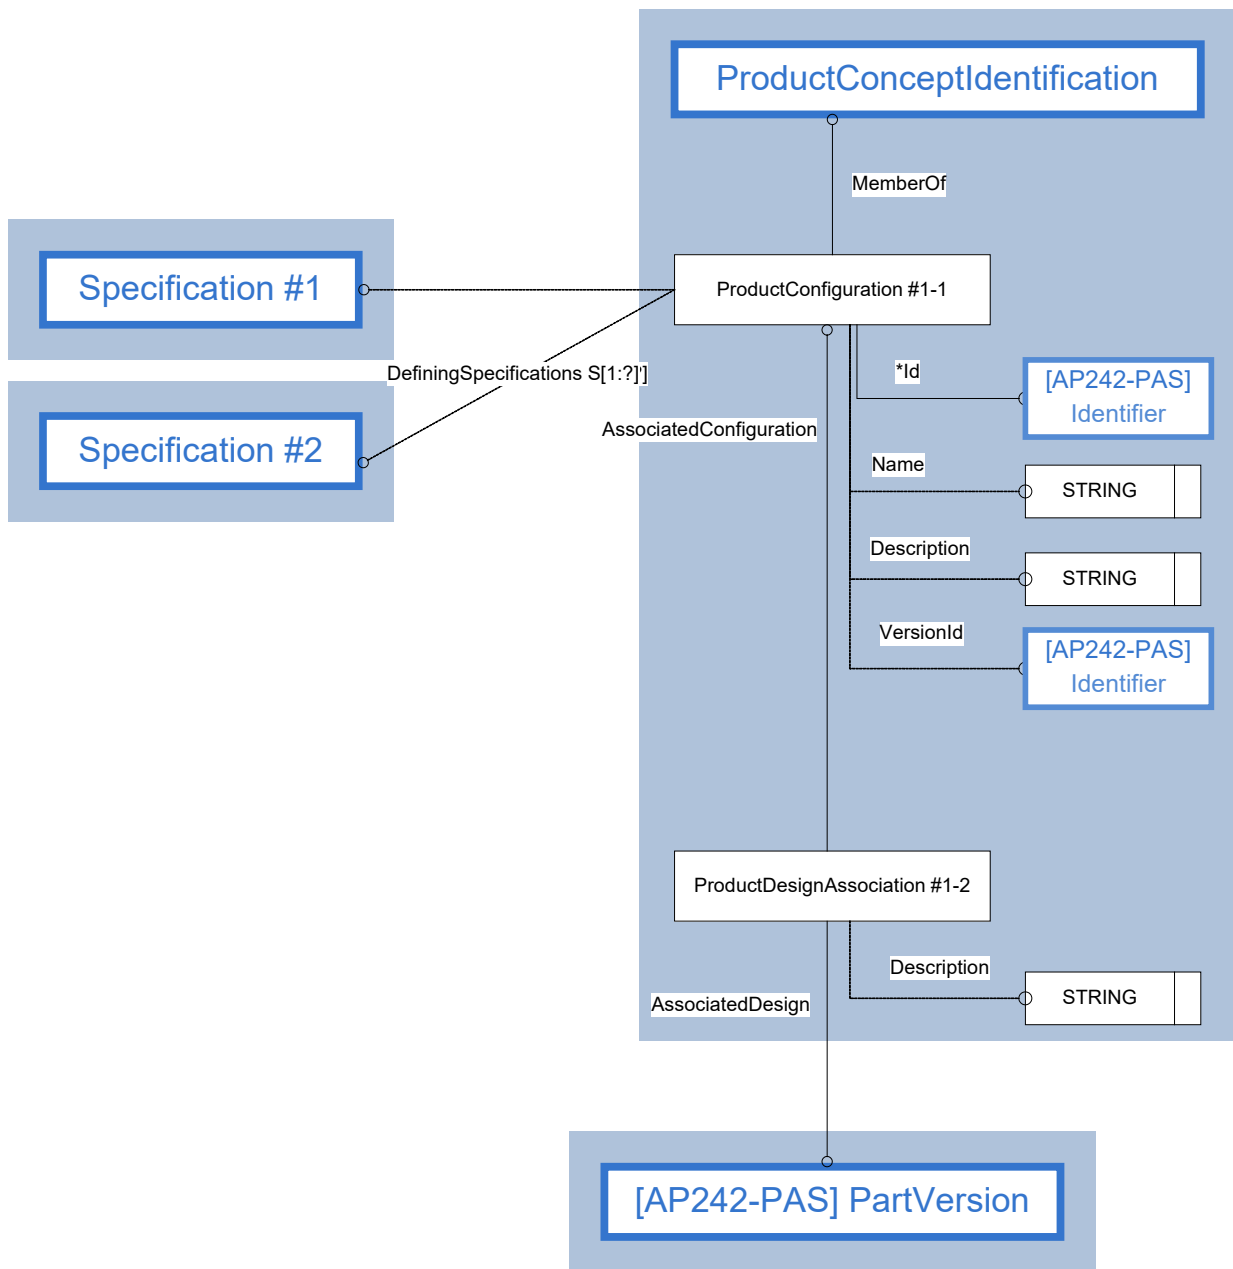 ProductConceptIdentification
MemberOf
Specification #1
ProductConfiguration #1-1
DefiningSpecifications S[1:?]']
*Id
[AP242-PAS]
Identifier
Specification #2
AssociatedConfiguration
Name
STRING
Description
STRING
VersionId
[AP242-PAS]
Identifier
ProductDesignAssociation #1-2
Description
STRING
AssociatedDesign
[AP242-PAS] PartVersion